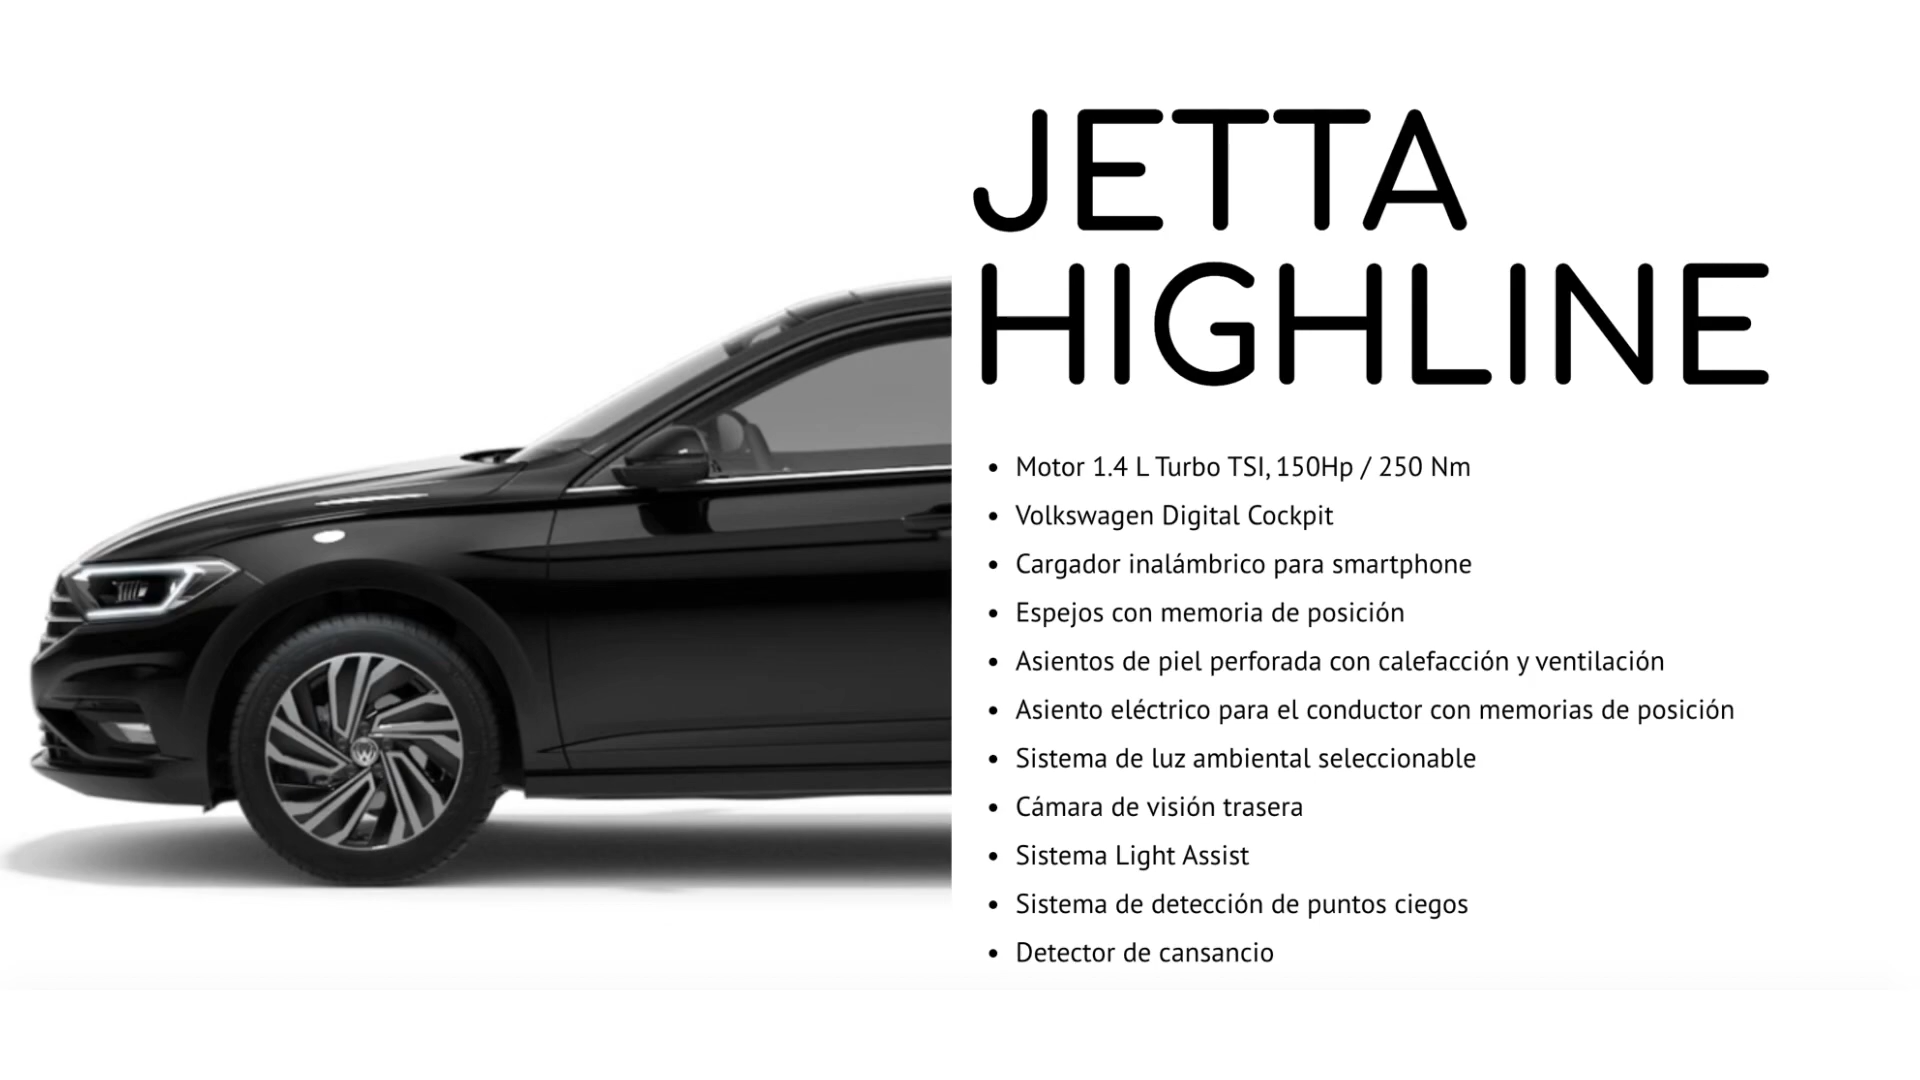 JETTA
HIGHLINE
• Motor 1.4 L Turbo TSI, 150Hp / 250 Nm
• Volkswagen Digital Cockpit
• Cargador inalámbrico para smartphone
• Espejos con memoria de posición
• Asientos de piel perforada con calefacción y ventilación
• Asiento eléctrico para el conductor con memorias de posición
• Sistema de luz ambiental seleccionable
• Cámara de visión trasera
• Sistema Light Assist
• Sistema de detección de puntos ciegos
• Detector de cansancio